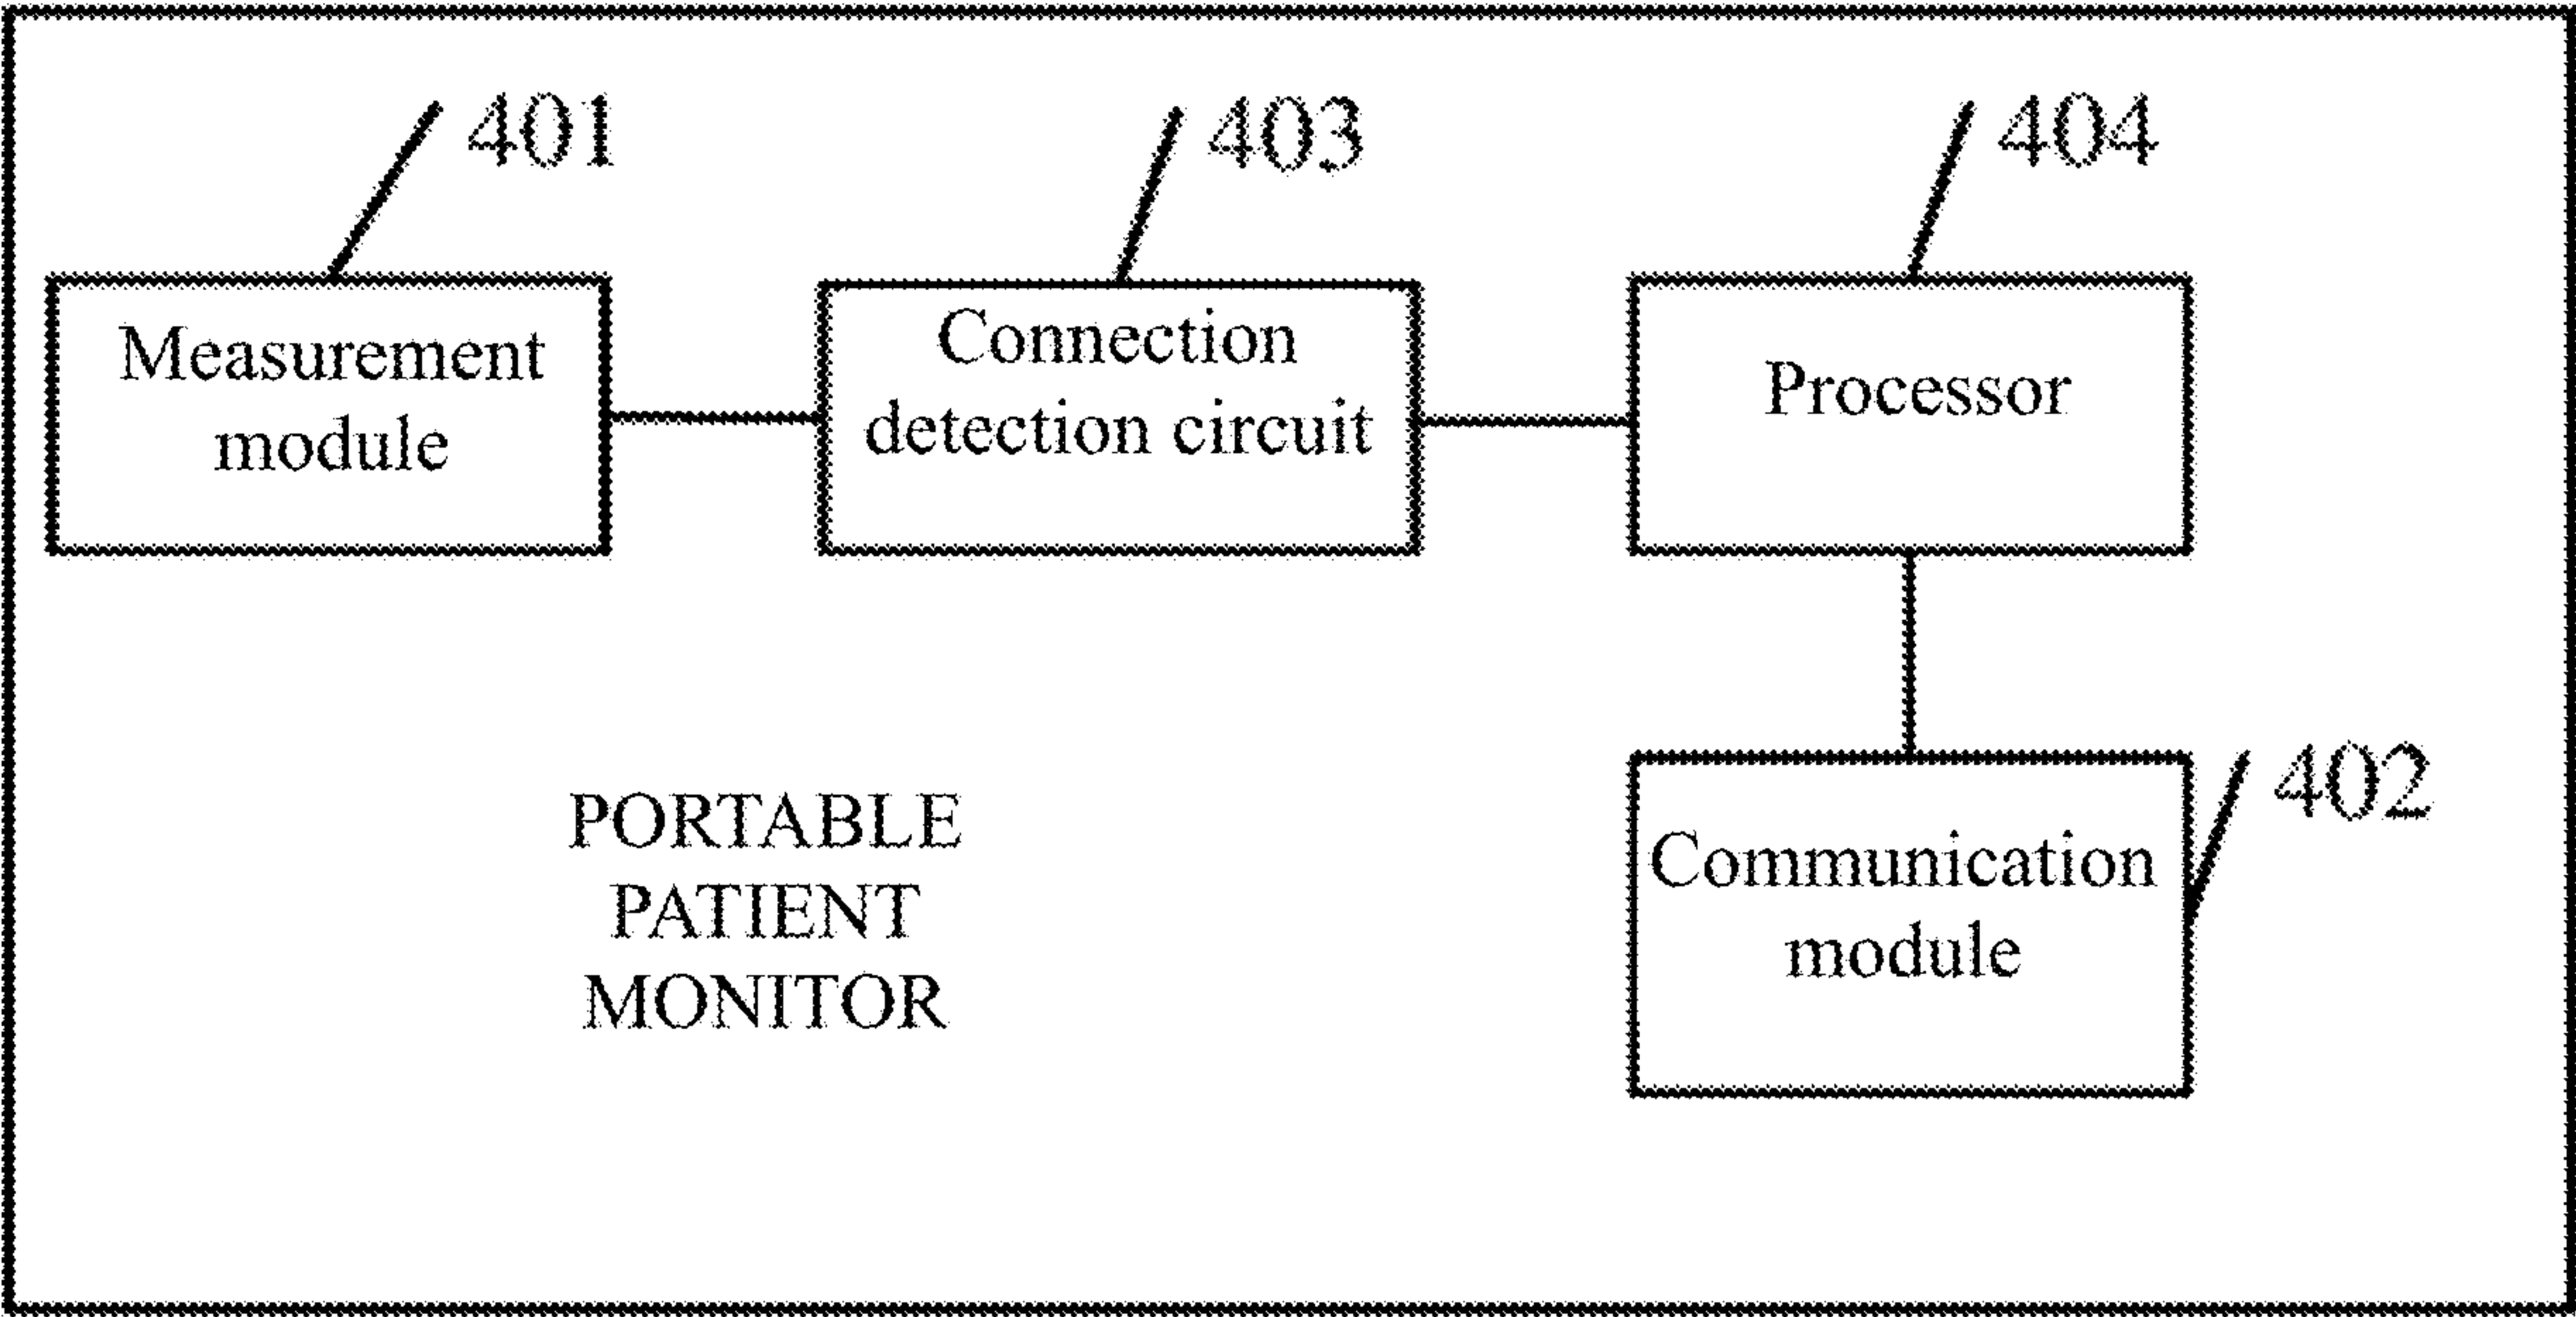 401
403
404
Measurement
module
Connection
detection circuit
Processor
402
Communication
module
PORTABLE
PATIENT
MONITOR